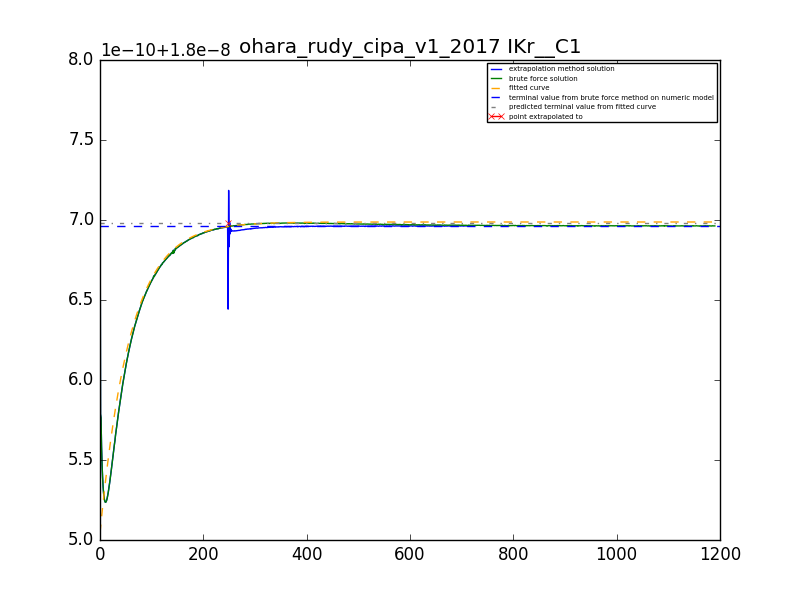 1e−10+1.8e−8 ohara_rudy_cipa_v1_2017 IKr__C1
8.0
7.5
7.0
6.5
6.0
5.5
5.0
0 200 400 600 800 1000 1200
extrapolation method solution
brute force solution
fitted curve
terminal value from brute force method on numeric model
predicted terminal value from fitted curve
point extrapolated to